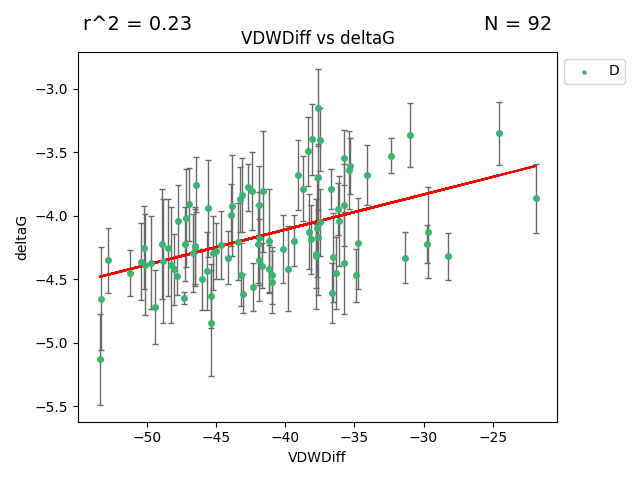 r^2 = 0.23
N = 92
VDWDiff vs deltaG
D
deltaG
−3.0
−3.5
−4.0
−4.5
−5.0
−5.5
−50 −45 −40 −35 −30 −25
VDWDiff